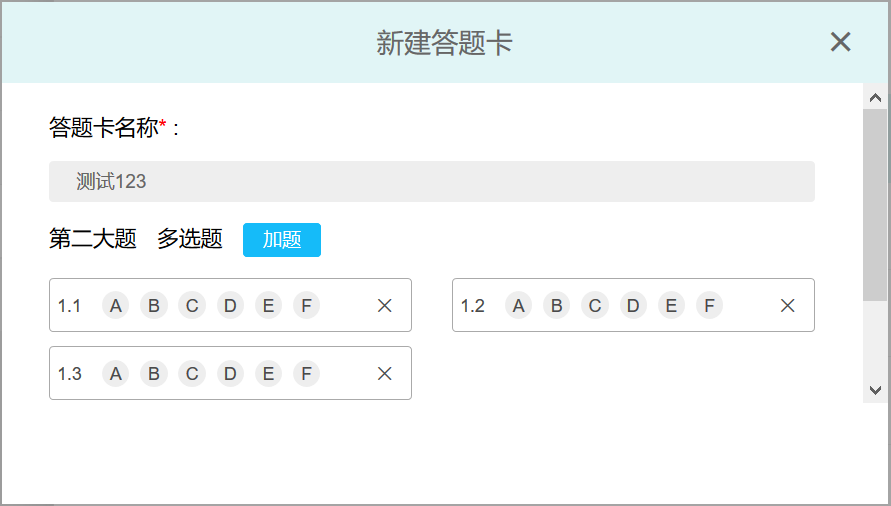 新建答题卡
答题卡名称* :
测试123
第二大题 多选题 加题
1.1 A B C D E F 1.2 A B C D E F
1.3 A B C D E F